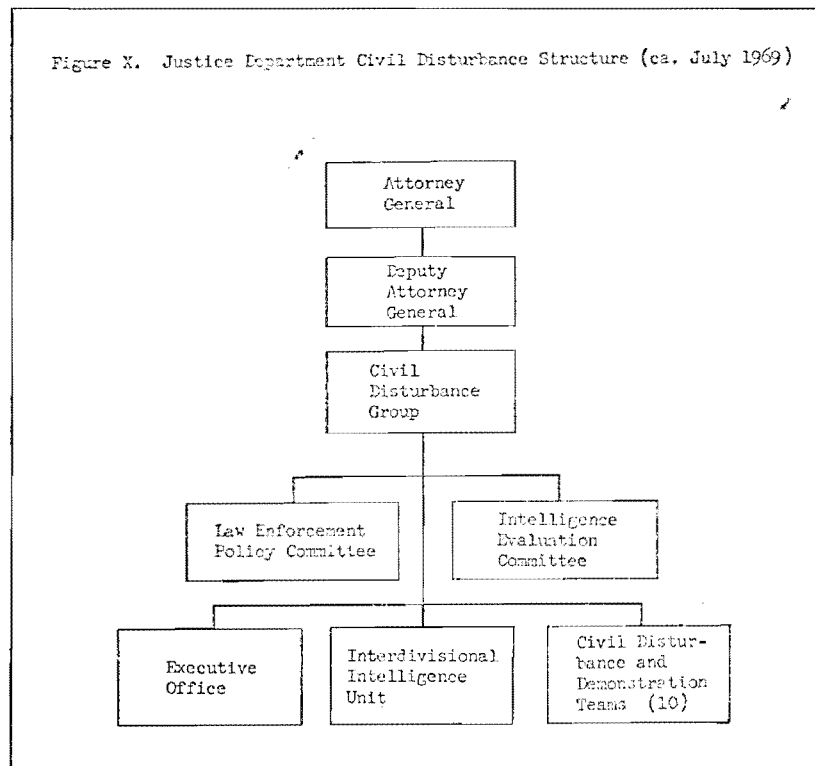 Figure X. Justice Department Civil Disturbance Structure (ca. July 1969)
Attorney
General
Deputy
Attorney
General
Civil
Disturbance
Group
Law Enforcement
Policy Committee
Intelligence
Evaluation
Committee
Executive
Office
Interdivisional
Intelligence
Unit
Civil Distur-
bance and
Demonstration
Teams (10)